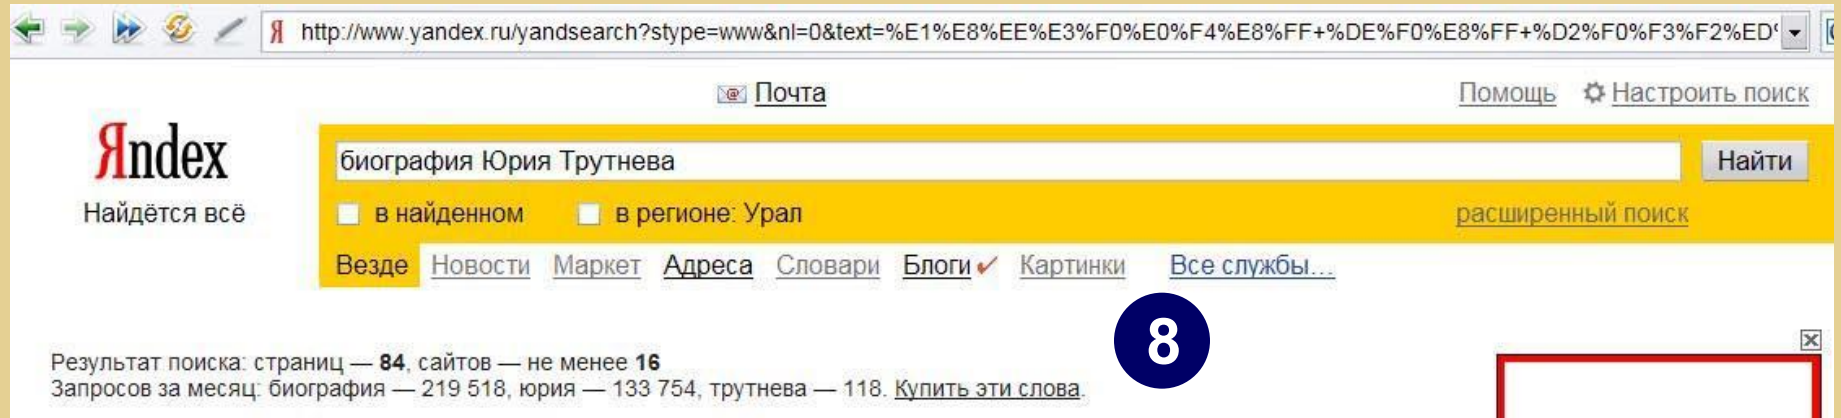 Я http://www.yandex.ru/yandsearch?stype=www&nl=0&text=%E1%E8%EE%E3%F0%E0%F4%E8%FF+%DE%F0%E8%FF+%D2%F0%F3%F2%ED
Почта
Помощь Настроить поиск
Яndex
биография Юрия Трутнева
Найти
Найдётся всё
в найденном в регионе: Урал
расширенный поиск
Везде Новости Маркет Адреса Словари Блоги Картинки Все службы...
8
Результат поиска: страниц — 84, сайтов — не менее 16
Запросов за месяц: биография — 219 518, юрия — 133 754, трутнева — 118. Купить эти слова.